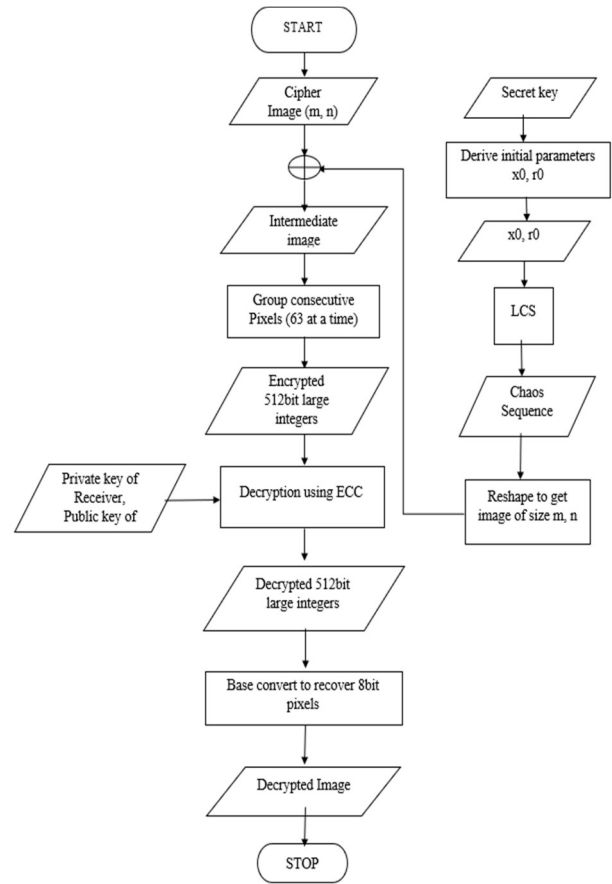 START
Cipher
Image (m, n)
Intermediate
image
Group consecutive
Pixels (63 at a time)
Encrypted
512bit large
integers
Private key of
Receiver,
Public key of
Decryption using ECC
Decrypted 512bit
large integers
Base convert to recover 8bit
pixels
Decrypted Image
STOP
Secret key
Derive initial parameters
x0, r0
x0, r0
LCS
Chaos
Sequence
Reshape to get
image of size m, n